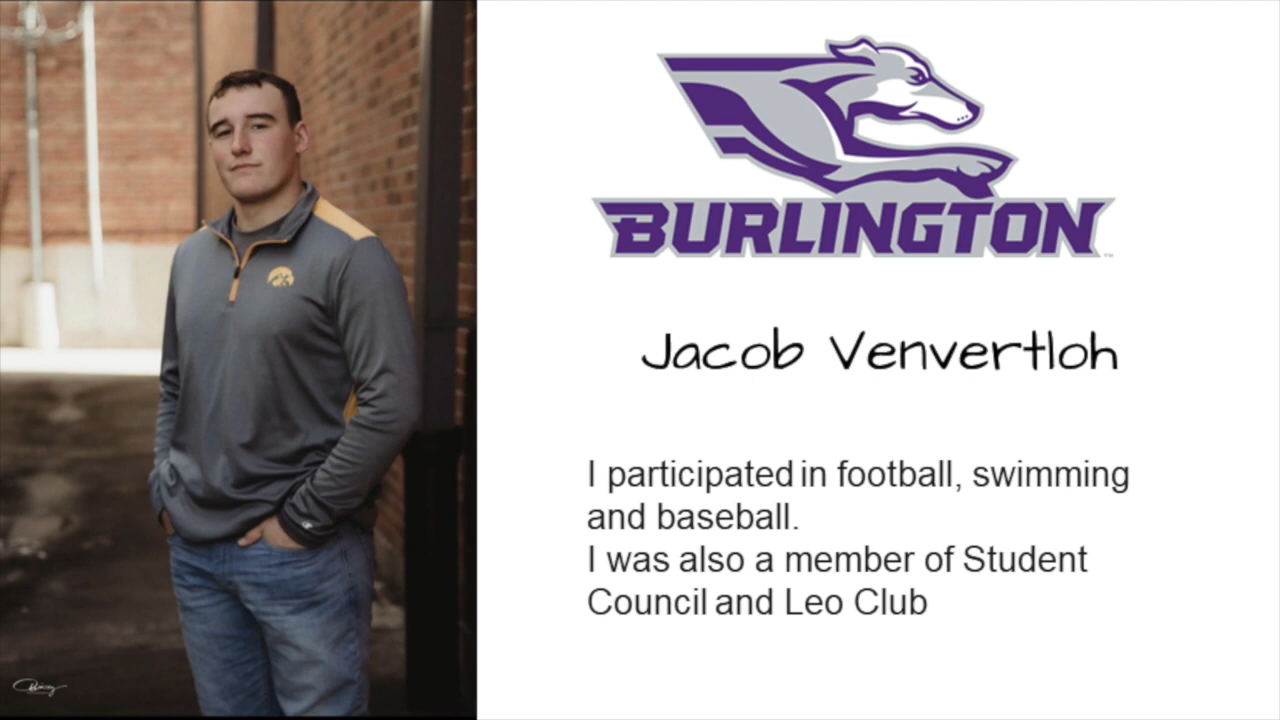 BURLINGTON
Jacob Venvertloh
I participated in football, swimming
and baseball.
I was also a member of Student
Council and Leo Club